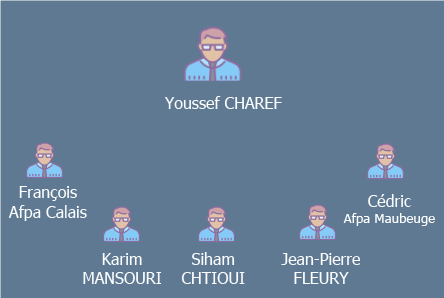 Youssef CHAREF
François
Afpa Calais
Cédric
Afpa Maubeuge
Karim
MANSOURI
Siham
CHTIOUI
Jean-Pierre
FLEURY